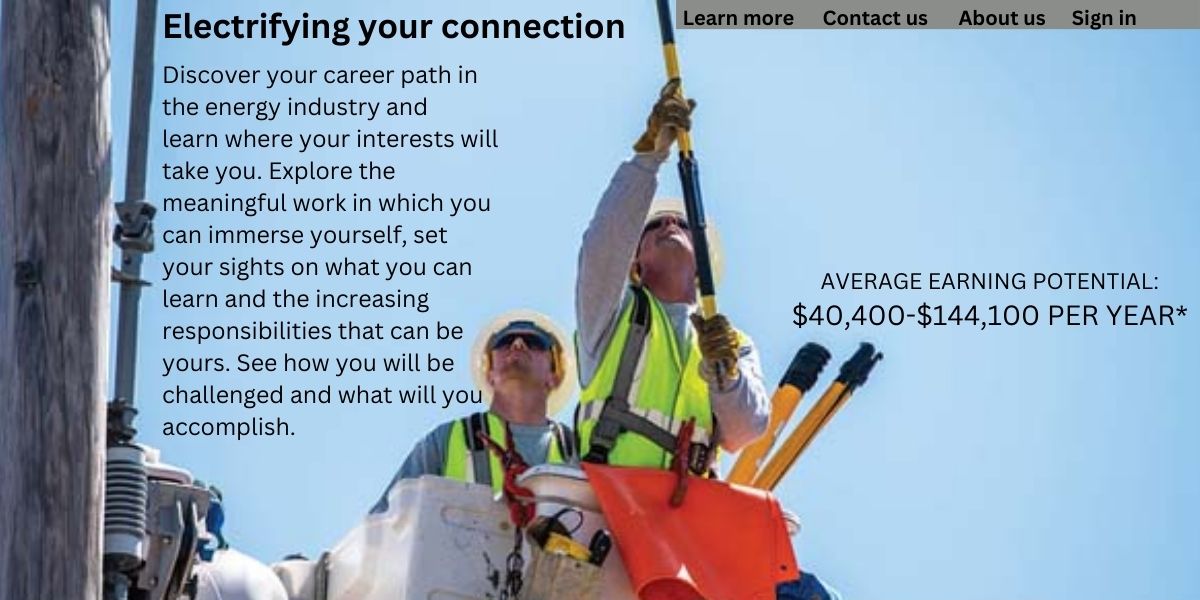 Electrifying your connection
Learn more Contact us About us Sign in
Discover your career path in
the energy industry and
learn where your interests will
take you. Explore the
meaningful work in which you
can immerse yourself, set
your sights on what you can
learn and the increasing
responsibilities that can be
yours. See how you will be
challenged and what will you
accomplish.
AVERAGE EARNING POTENTIAL:
$40,400-$144,100 PER YEAR*